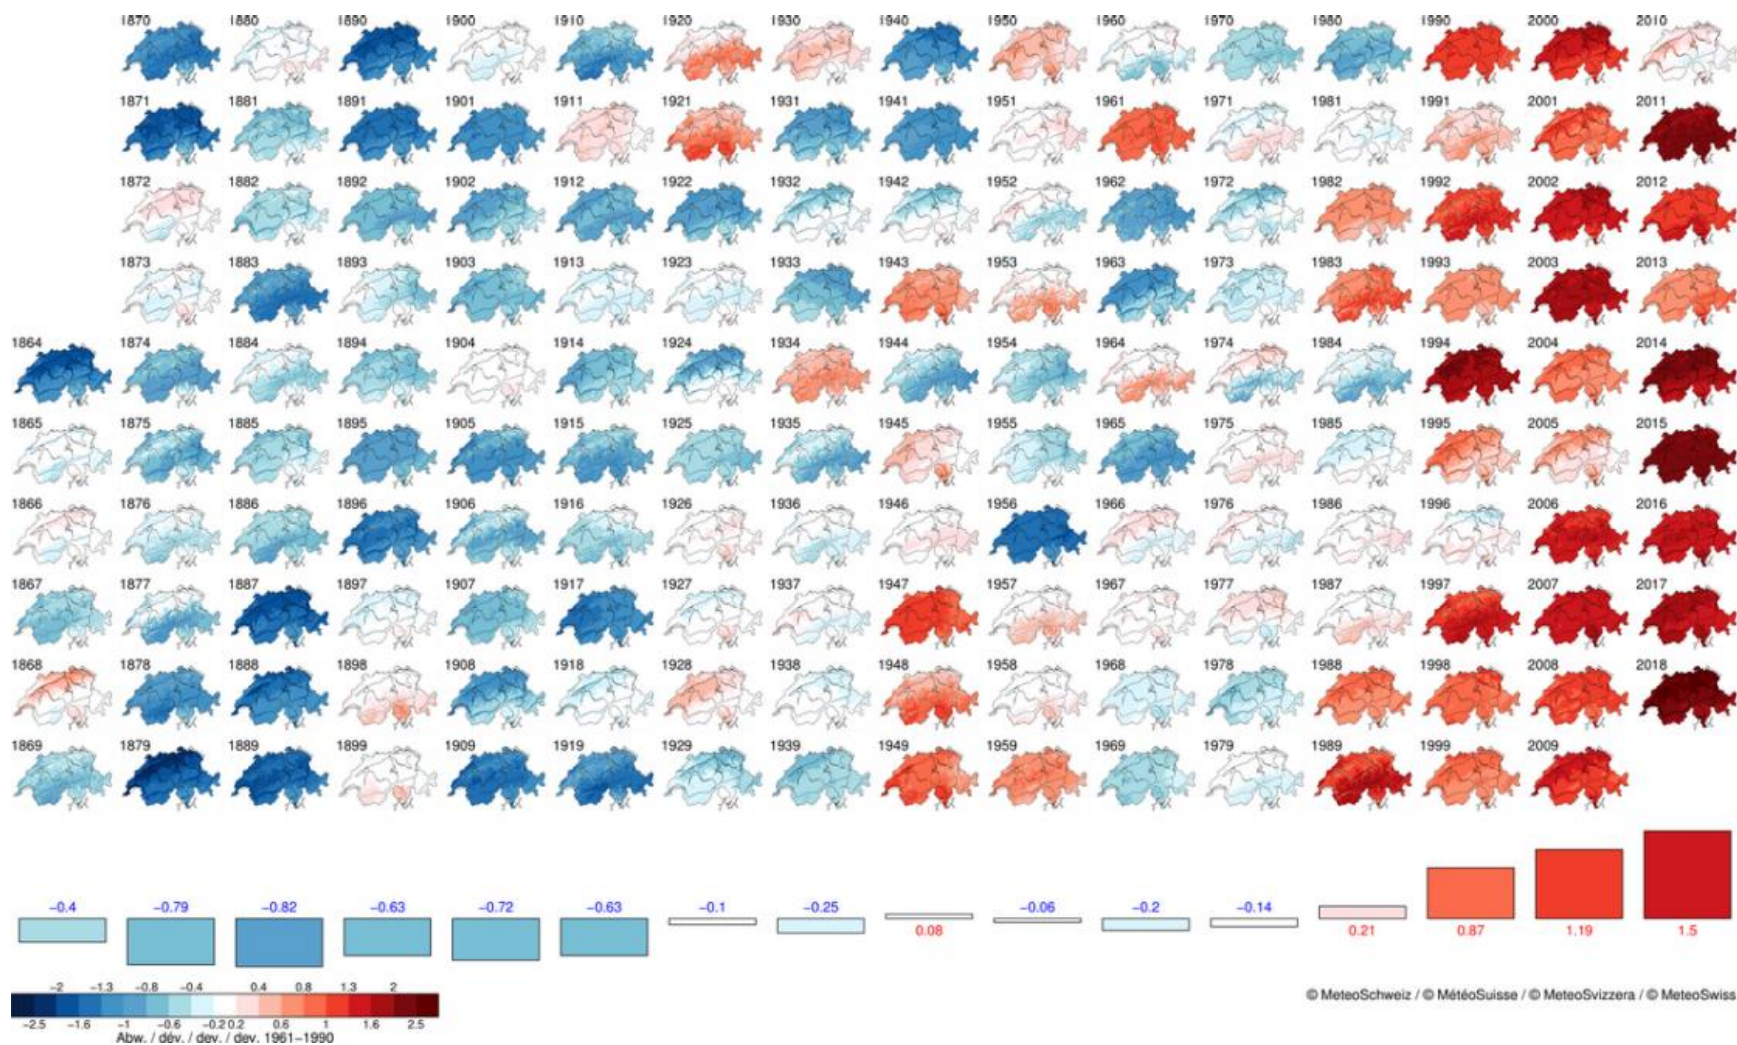 1870 1880 1890 1900 1910 1920 1930 1940 1950 1960 1970 1980 1990 2000 2010
1871 1881 1891 1901 1911 1921 1931 1941 1951 1961 1971 1981 1991 2001 2011
1872 1882 1892 1902 1912 1922 1932 1942 1952 1962 1972 1982 1992 2002 2012
1873 1883 1893 1903 1913 1923 1933 1943 1953 1963 1973 1983 1993 2003 2013
1864 1874 1884 1894 1904 1914 1924 1934 1944 1954 1964 1974 1984 1994 2004 2014
1865 1875 1885 1895 1905 1915 1925 1935 1945 1955 1965 1975 1985 1995 2005 2015
1866 1876 1886 1896 1906 1916 1926 1936 1946 1956 1966 1976 1986 1996 2006 2016
1867 1877 1887 1897 1907 1917 1927 1937 1947 1957 1967 1977 1987 1997 2007 2017
1868 1878 1888 1898 1908 1918 1928 1938 1948 1958 1968 1978 1988 1998 2008 2018
1869 1879 1889 1899 1909 1919 1929 1939 1949 1959 1969 1979 1989 1999 2009
−0.4 −0.79 −0.82 −0.63 −0.72 −0.63 −0.1 −0.25 −0.06 −0.2 −0.14
0.08 0.21 0.87 1.19 1.5
−2 −1.3 −0.8 −0.4 0.4 0.8 1.3 2
−2.5 −1.6 −1 −0.6 −0.2 0.2 0.6 1 1.6 2.5
Abw. / dév. / dev. / dev. 1961−1990
© MeteoSchweiz / © MétéoSuisse / © MeteoSvizzera / © MeteoSwiss